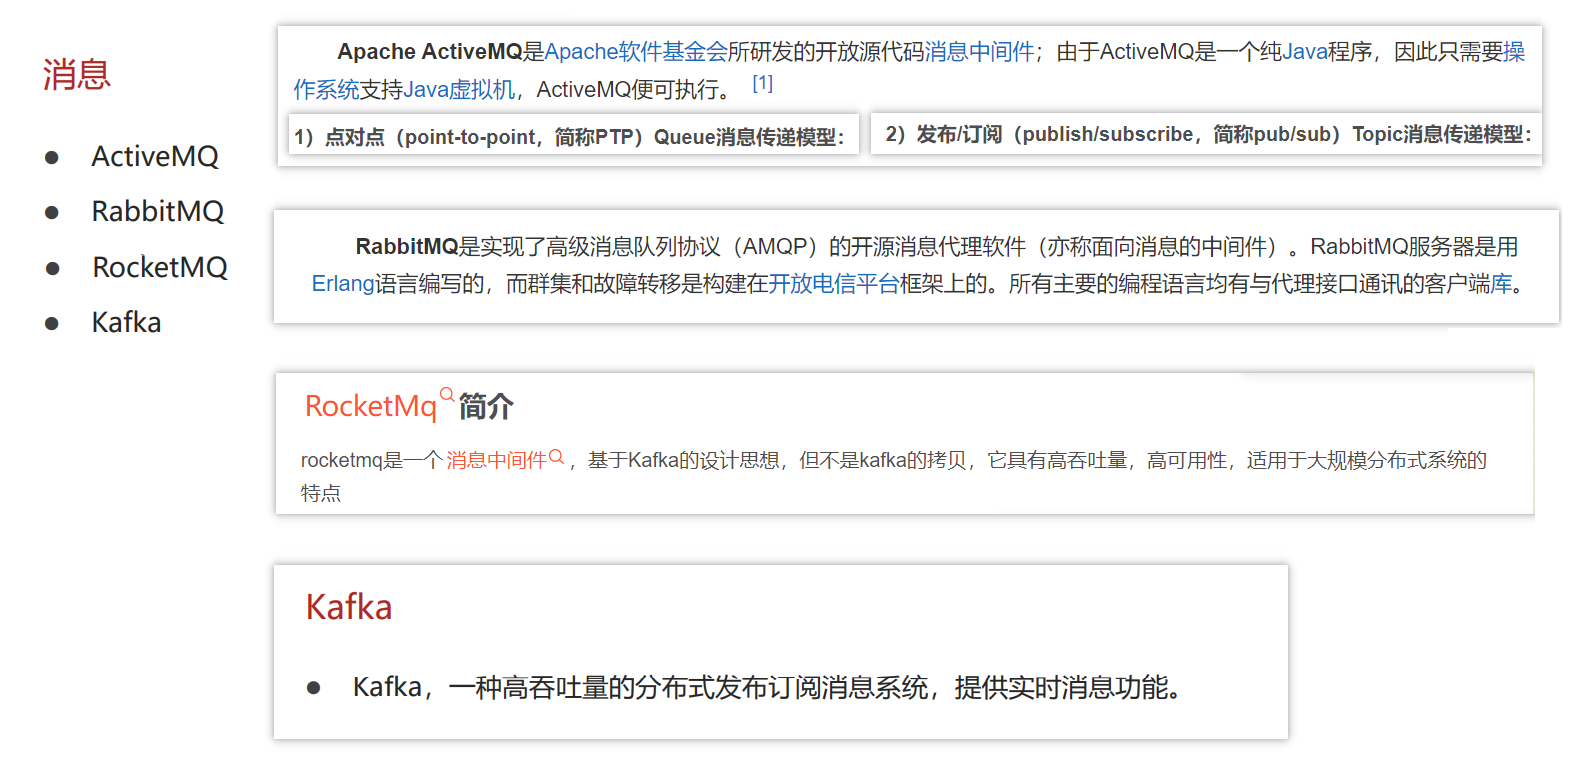 消息
● ActiveMQ
● RabbitMQ
● RocketMQ
● Kafka
Apache ActiveMQ是Apache软件基金会所研发的开放源代码消息中间件；由于ActiveMQ是一个纯Java程序，因此只需要操
作系统支持Java虚拟机，ActiveMQ便可执行。 [1]
1）点对点（point-to-point，简称PTP）Queue消息传递模型：
2）发布/订阅（publish/subscribe，简称pub/sub）Topic消息传递模型：
RabbitMQ是实现了高级消息队列协议（AMQP）的开源消息代理软件（亦称面向消息的中间件）。RabbitMQ服务器是用
Erlang语言编写的，而群集和故障转移是构建在开放电信平台框架上的。所有主要的编程语言均有与代理接口通讯的客户端库。
RocketMq简介
rocketmq是一个 消息中间件，基于Kafka的设计思想，但不是kafka的拷贝，它具有高吞吐量，高可用性，适用于大规模分布式系统的
特点
Kafka
● Kafka，一种高吞吐量的分布式发布订阅消息系统，提供实时消息功能。